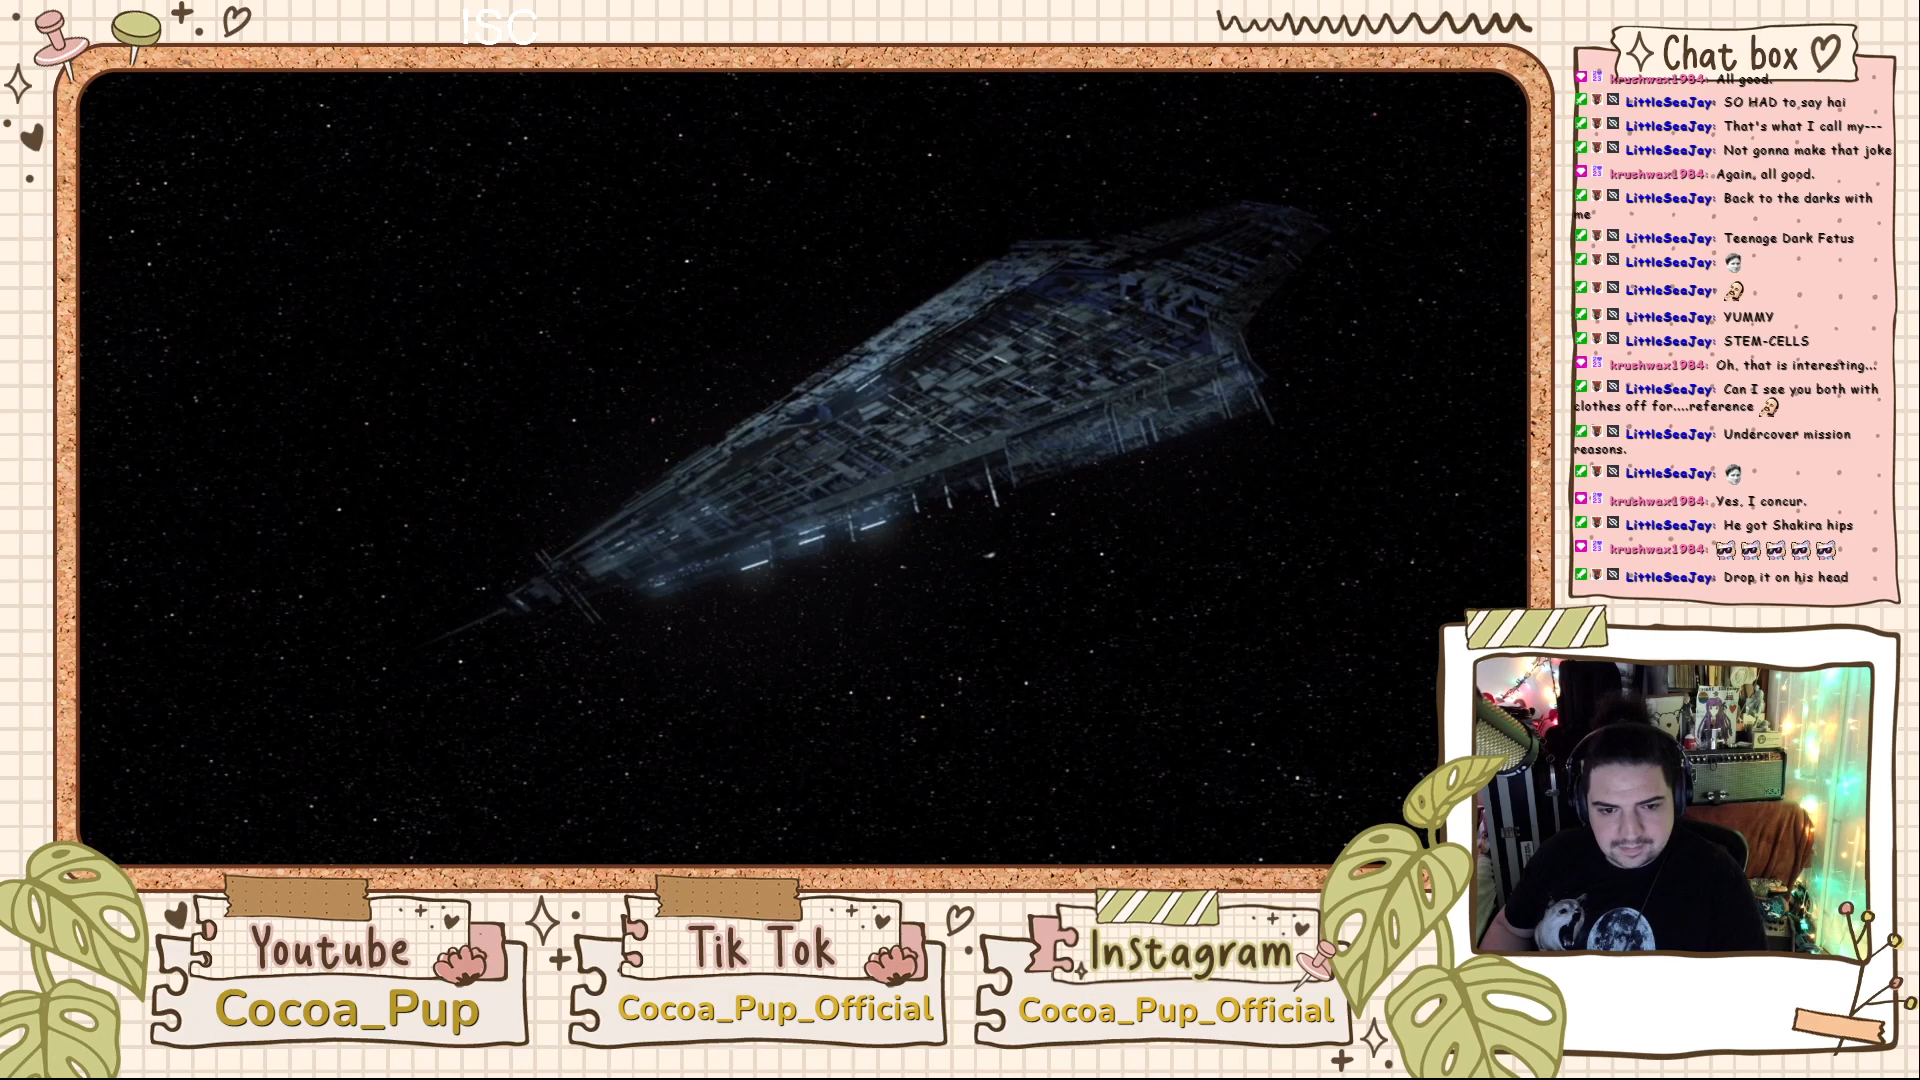 !SC
Chat box
krushwax1984: All good.
LittleSeaJay: SO HAD to say hai
LittleSeaJay: That's what I call my---
LittleSeaJay: Not gonna make that joke
krushwax1984: Again, all good.
LittleSeaJay: Back to the darks with
me
LittleSeaJay: Teenage Dark Fetus
LittleSeaJay:
LittleSeaJay:
LittleSeaJay: YUMMY
LittleSeaJay: STEM-CELLS
krushwax1984: Oh, that is interesting...
LittleSeaJay: Can I see you both with
clothes off for....reference
LittleSeaJay: Undercover mission
reasons.
LittleSeaJay:
krushwax1984: Yes, I concur.
LittleSeaJay: He got Shakira hips
krushwax1984:
LittleSeaJay: Drop it on his head
Youtube
Cocoa_Pup
Tik Tok
Cocoa_Pup_Official
Instagram
Cocoa_Pup_Official